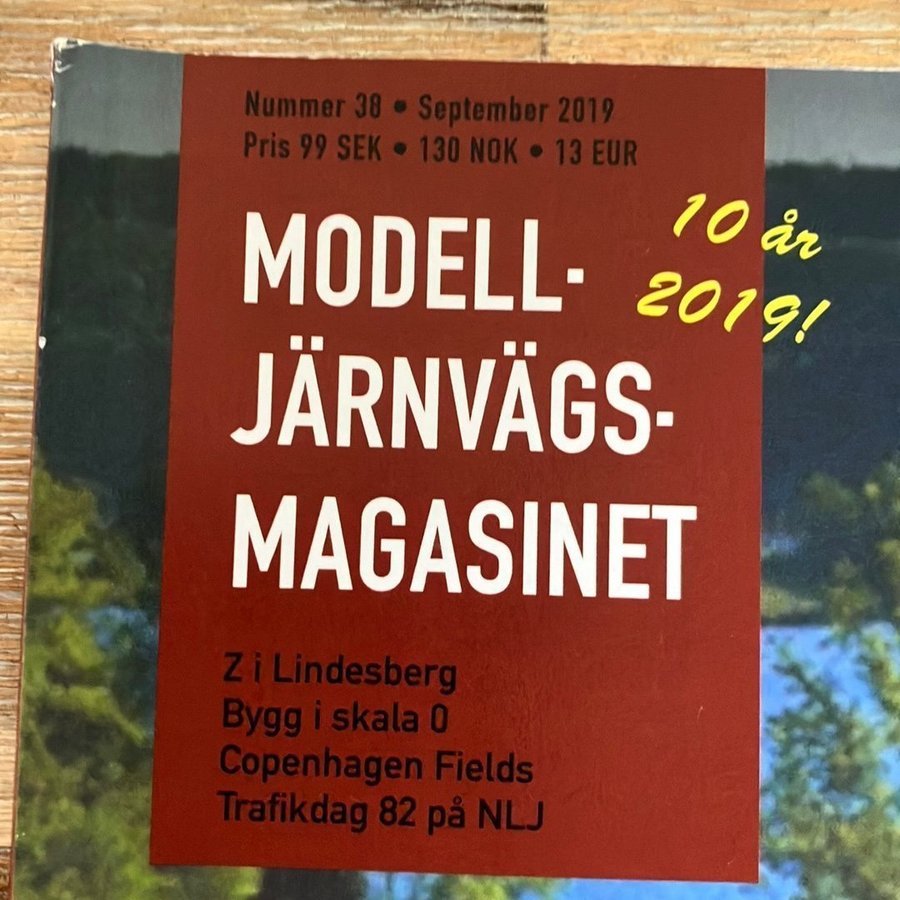 Nummer 38 • September 2019
Pris 99 SEK • 130 NOK • 13 EUR
10 år
2019!
MODELL-
JÄRNVÄGS-
MAGASINET
Z i Lindesberg
Bygg i skala 0
Copenhagen Fields
Trafikdag 82 på NLJ